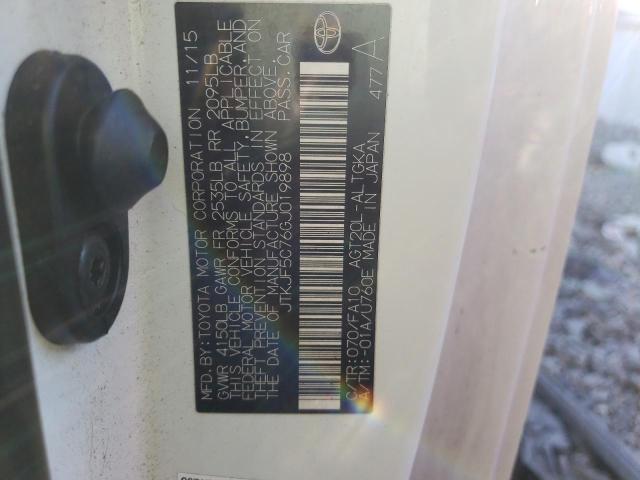 MFD.BY:TOYOTA MOTOR CORPORATION 11/15
GVWR 4150LB GAWR FR 2535LB RR 2095LB
THIS VEHICLE CONFORMS TO ALL APPLICABLE
FEDERAL MOTOR VEHICLE SAFETY, BUMPER, AND
THEFT PREVENTION STANDARDS IN EFFECT ON
THE DATE OF MANUFACTURE SHOWN ABOVE.
JTKJF5C76GJ019898 PASS.CAR
C/TR:070/FA10 AGT20L-ALTGKA
A/TM:-01A/U760E MADE IN JAPAN 4777 A